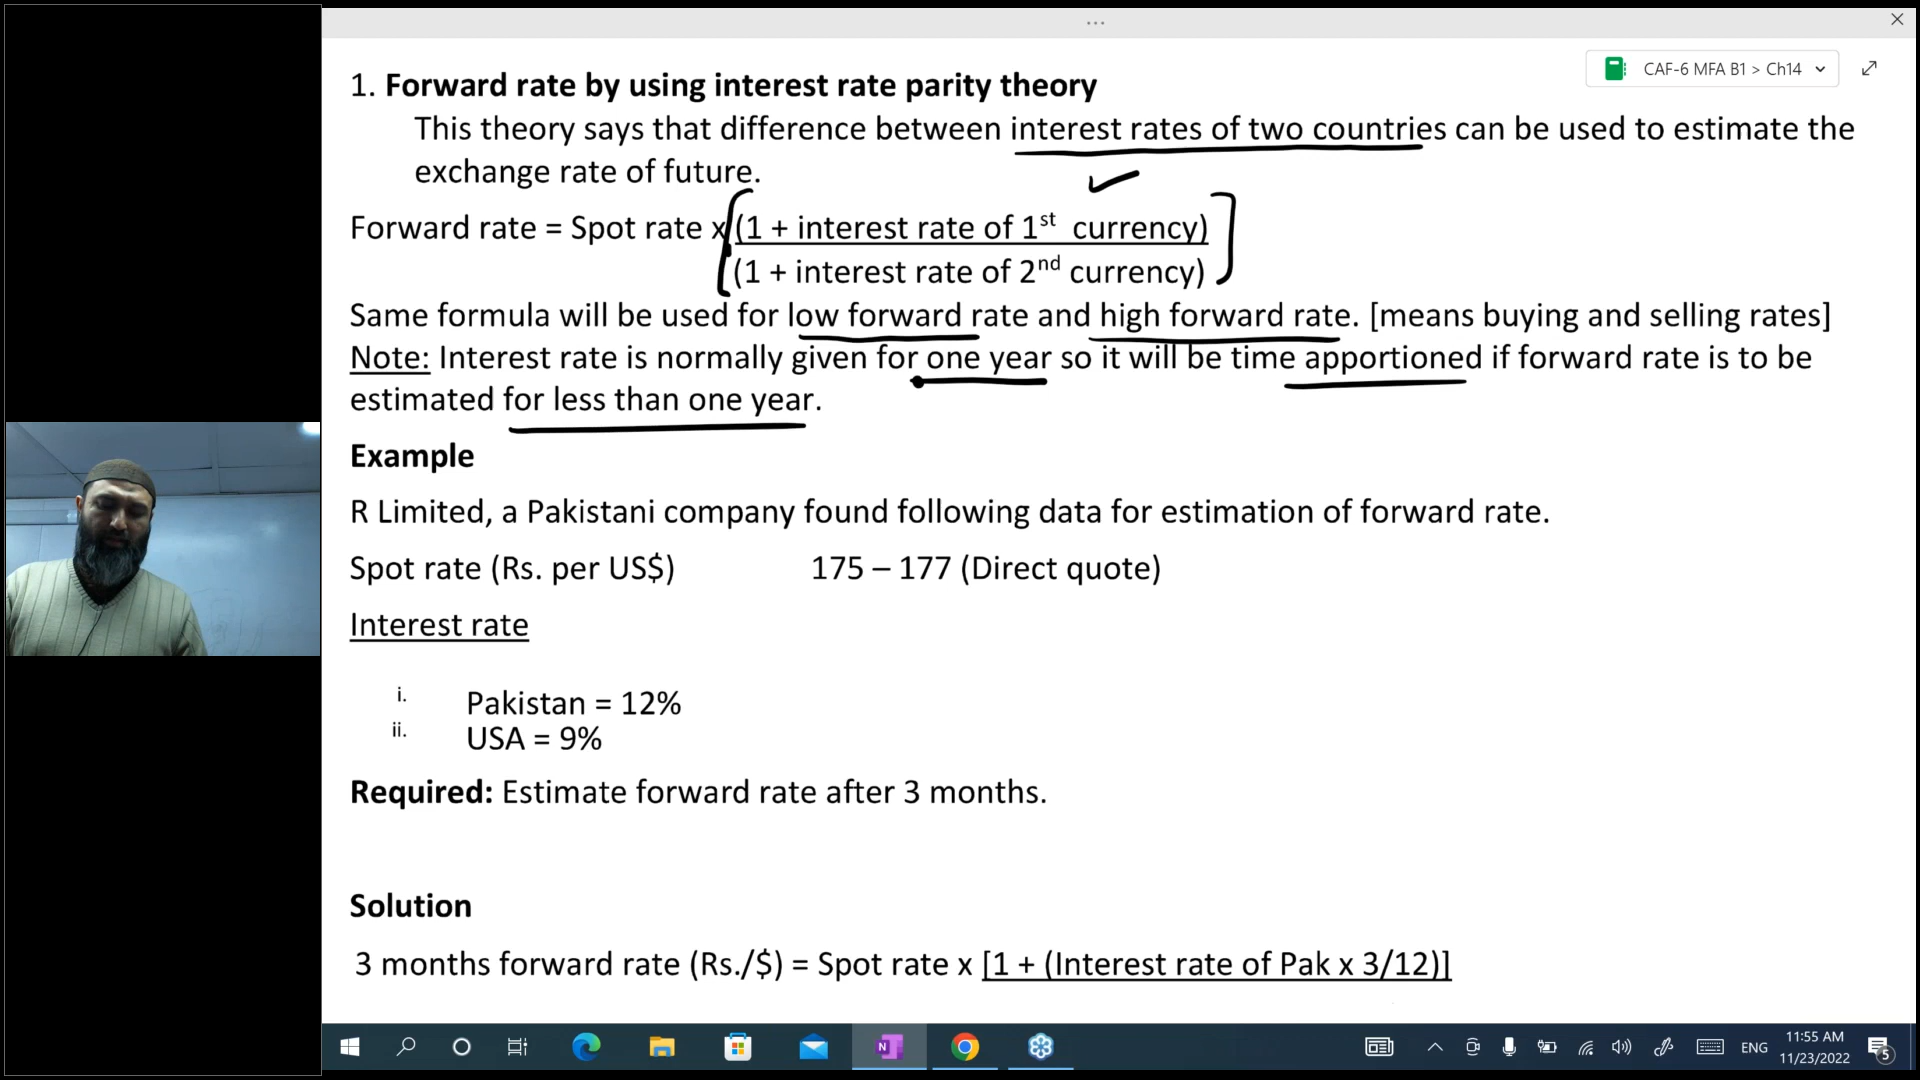 CAF-6 MFA B1 > Ch14
1. Forward rate by using interest rate parity theory
This theory says that difference between interest rates of two countries can be used to estimate the
exchange rate of future.
Forward rate = Spot rate x (1 + interest rate of 1st currency)
(1 + interest rate of 2nd currency)
Same formula will be used for low forward rate and high forward rate. [means buying and selling rates]
Note: Interest rate is normally given for one year so it will be time apportioned if forward rate is to be
estimated for less than one year.
Example
R Limited, a Pakistani company found following data for estimation of forward rate.
Spot rate (Rs. per US$) 175 – 177 (Direct quote)
Interest rate
i. Pakistan = 12%
ii. USA = 9%
Required: Estimate forward rate after 3 months.
Solution
3 months forward rate (Rs./$) = Spot rate x [1 + (Interest rate of Pak x 3/12)]
N
ENG
11:55 AM
11/23/2022
5